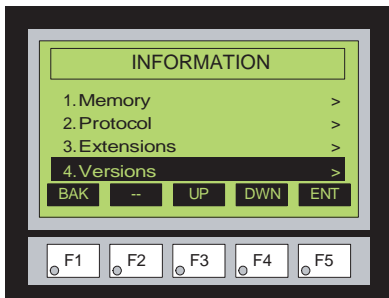 INFORMATION
1. Memory >
2. Protocol >
3. Extensions >
4. Versions >
BAK -- UP DWN ENT
F1 F2 F3 F4 F5